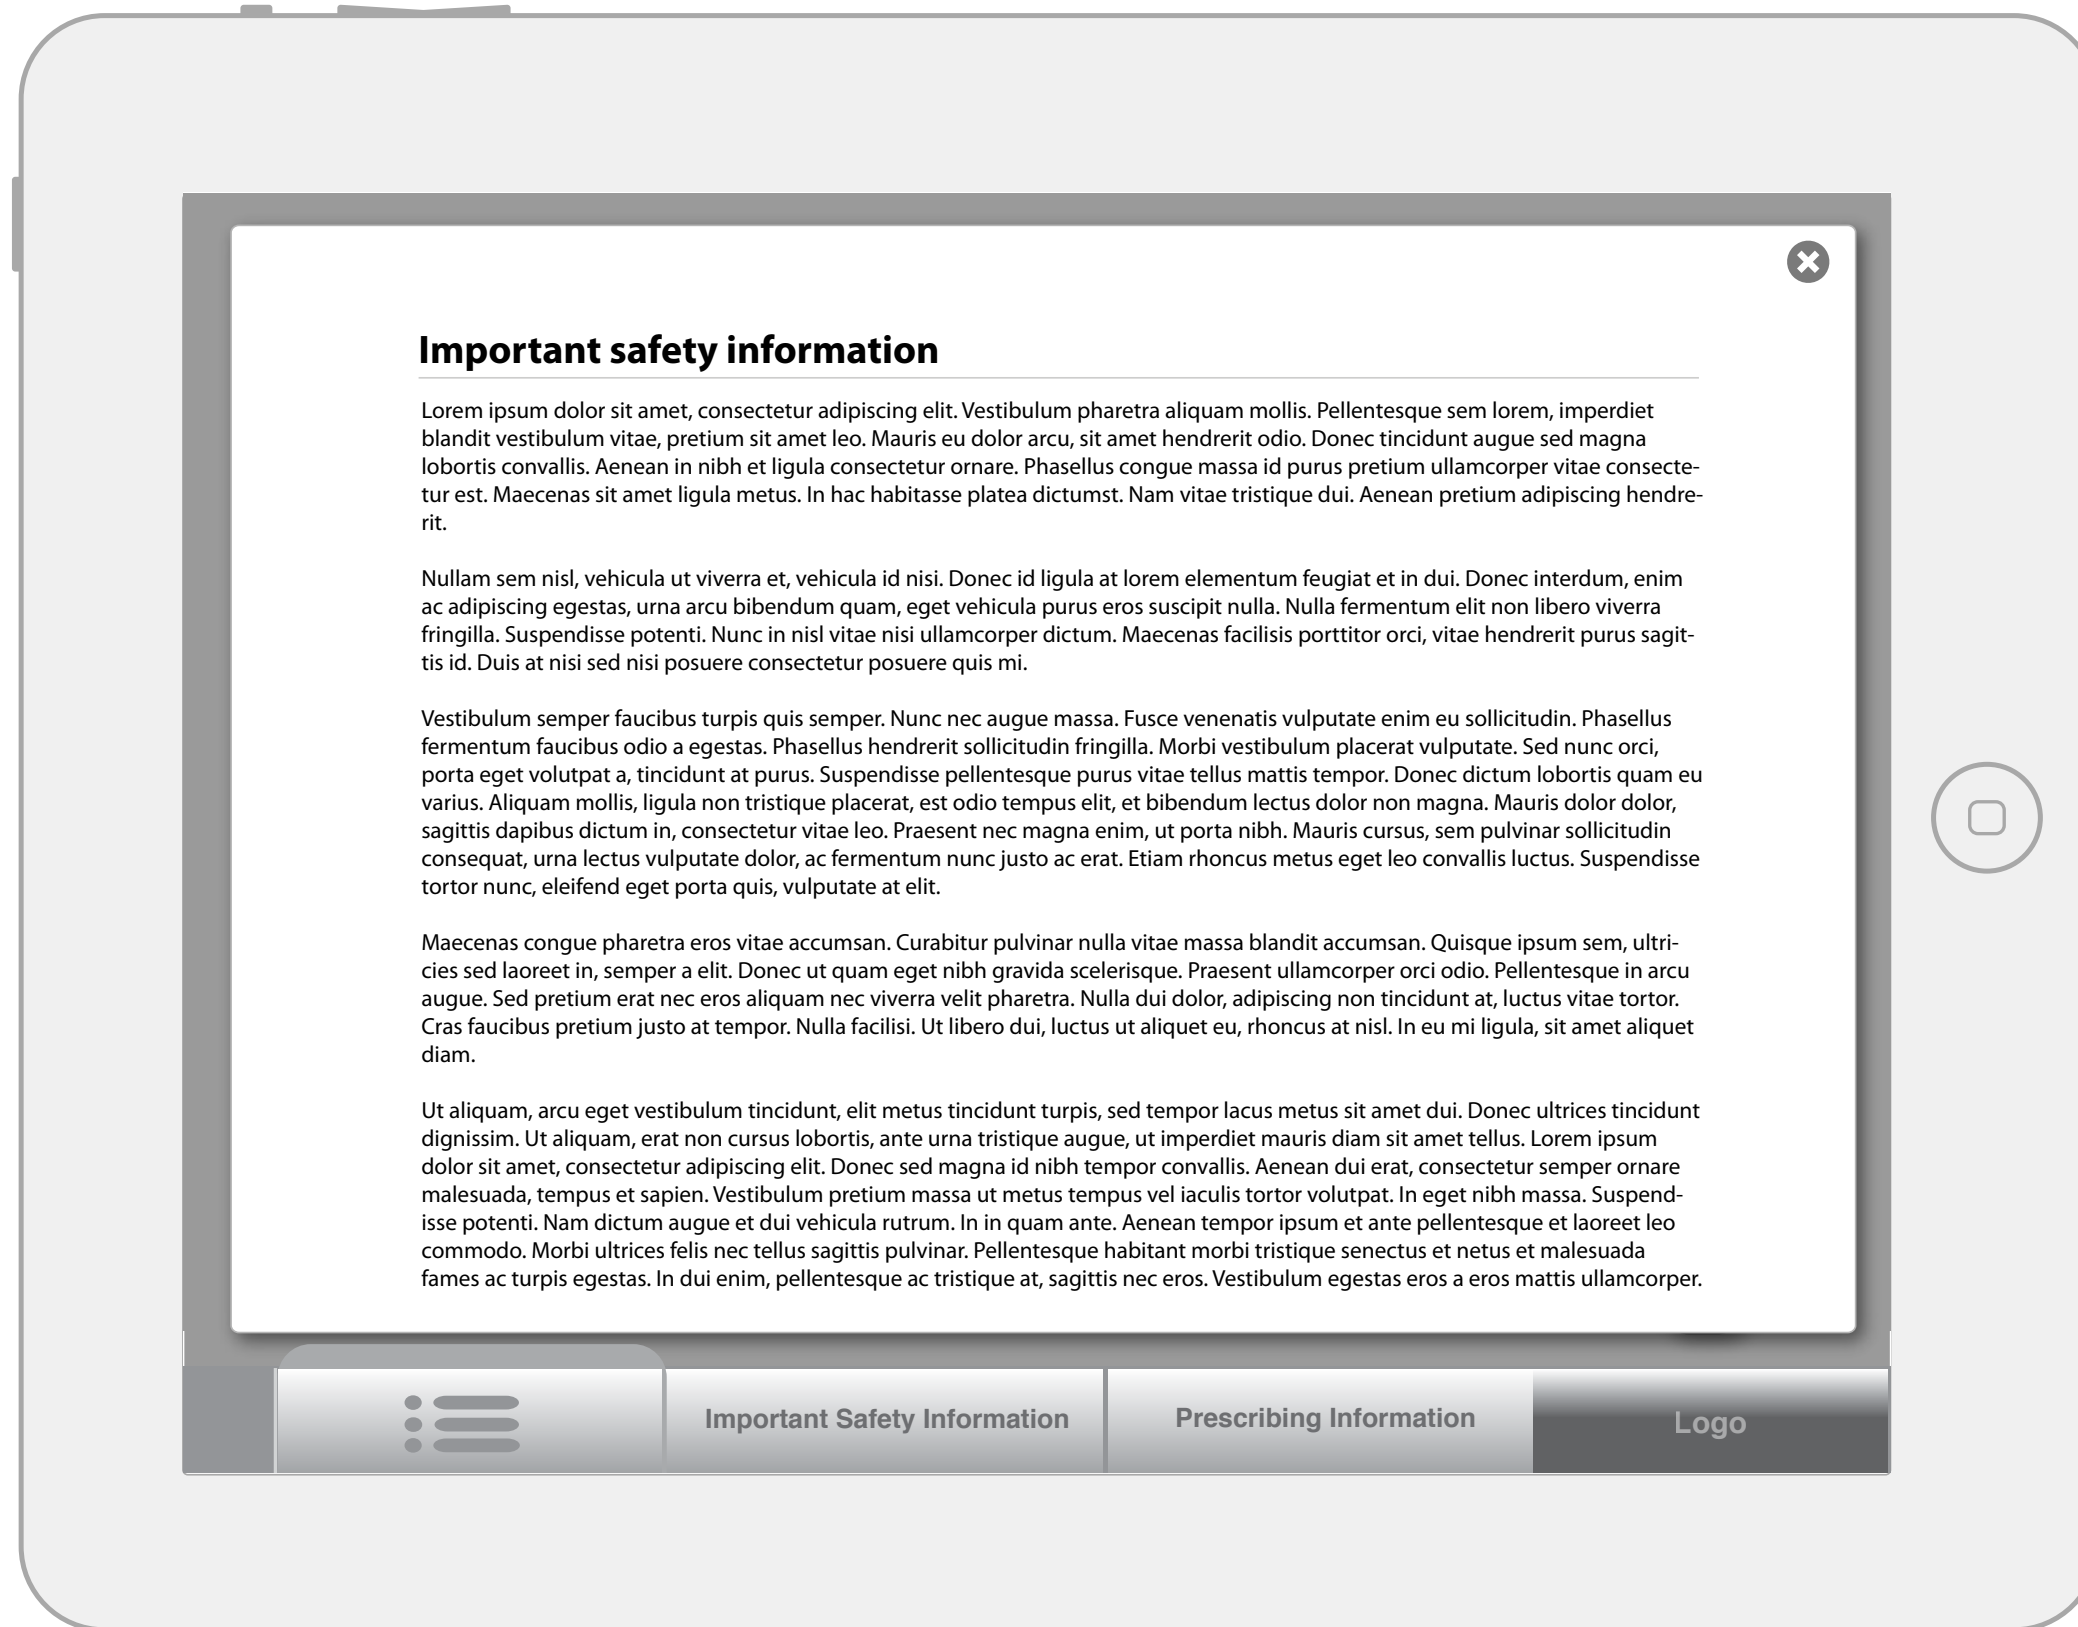 Important safety information
Lorem ipsum dolor sit amet, consectetur adipiscing elit. Vestibulum pharetra aliquam mollis. Pellentesque sem lorem, imperdiet
blandit vestibulum vitae, pretium sit amet leo. Mauris eu dolor arcu, sit amet hendrerit odio. Donec tincidunt augue sed magna
lobortis convallis. Aenean in nibh et ligula consectetur ornare. Phasellus congue massa id purus pretium ullamcorper vitae consecte-
tur est. Maecenas sit amet ligula metus. In hac habitasse platea dictumst. Nam vitae tristique dui. Aenean pretium adipiscing hendre-
rit.
Nullam sem nisl, vehicula ut viverra et, vehicula id nisi. Donec id ligula at lorem elementum feugiat et in dui. Donec interdum, enim
ac adipiscing egestas, urna arcu bibendum quam, eget vehicula purus eros suscipit nulla. Nulla fermentum elit non libero viverra
fringilla. Suspendisse potenti. Nunc in nisl vitae nisi ullamcorper dictum. Maecenas facilisis porttitor orci, vitae hendrerit purus sagit-
tis id. Duis at nisi sed nisi posuere consectetur posuere quis mi.
Vestibulum semper faucibus turpis quis semper. Nunc nec augue massa. Fusce venenatis vulputate enim eu sollicitudin. Phasellus
fermentum faucibus odio a egestas. Phasellus hendrerit sollicitudin fringilla. Morbi vestibulum placerat vulputate. Sed nunc orci,
porta eget volutpat a, tincidunt at purus. Suspendisse pellentesque purus vitae tellus mattis tempor. Donec dictum lobortis quam eu
varius. Aliquam mollis, ligula non tristique placerat, est odio tempus elit, et bibendum lectus dolor non magna. Mauris dolor dolor,
sagittis dapibus dictum in, consectetur vitae leo. Praesent nec magna enim, ut porta nibh. Mauris cursus, sem pulvinar sollicitudin
consequat, urna lectus vulputate dolor, ac fermentum nunc justo ac erat. Etiam rhoncus metus eget leo convallis luctus. Suspendisse
tortor nunc, eleifend eget porta quis, vulputate at elit.
Maecenas congue pharetra eros vitae accumsan. Curabitur pulvinar nulla vitae massa blandit accumsan. Quisque ipsum sem, ultri-
cies sed laoreet in, semper a elit. Donec ut quam eget nibh gravida scelerisque. Praesent ullamcorper orci odio. Pellentesque in arcu
augue. Sed pretium erat nec eros aliquam nec viverra velit pharetra. Nulla dui dolor, adipiscing non tincidunt at, luctus vitae tortor.
Cras faucibus pretium justo at tempor. Nulla facilisi. Ut libero dui, luctus ut aliquet eu, rhoncus at nisl. In eu mi ligula, sit amet aliquet
diam.
Ut aliquam, arcu eget vestibulum tincidunt, elit metus tincidunt turpis, sed tempor lacus metus sit amet dui. Donec ultrices tincidunt
dignissim. Ut aliquam, erat non cursus lobortis, ante urna tristique augue, ut imperdiet mauris diam sit amet tellus. Lorem ipsum
dolor sit amet, consectetur adipiscing elit. Donec sed magna id nibh tempor convallis. Aenean dui erat, consectetur semper ornare
malesuada, tempus et sapien. Vestibulum pretium massa ut metus tempus vel iaculis tortor volutpat. In eget nibh massa. Suspend-
isse potenti. Nam dictum augue et dui vehicula rutrum. In in quam ante. Aenean tempor ipsum et ante pellentesque et laoreet leo
commodo. Morbi ultrices felis nec tellus sagittis pulvinar. Pellentesque habitant morbi tristique senectus et netus et malesuada
fames ac turpis egestas. In dui enim, pellentesque ac tristique at, sagittis nec eros. Vestibulum egestas eros a eros mattis ullamcorper.
Important Safety Information
Prescribing Information
Logo